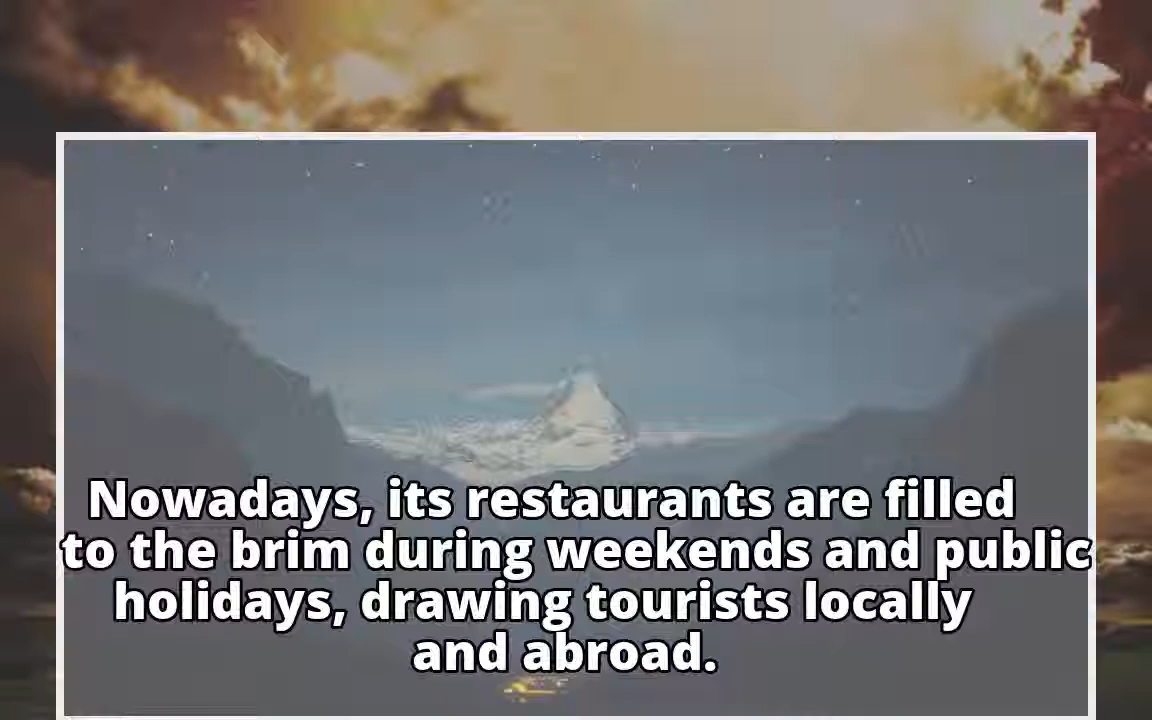 Nowadays, its restaurants are filled
to the brim during weekends and public
holidays, drawing tourists locally
and abroad.